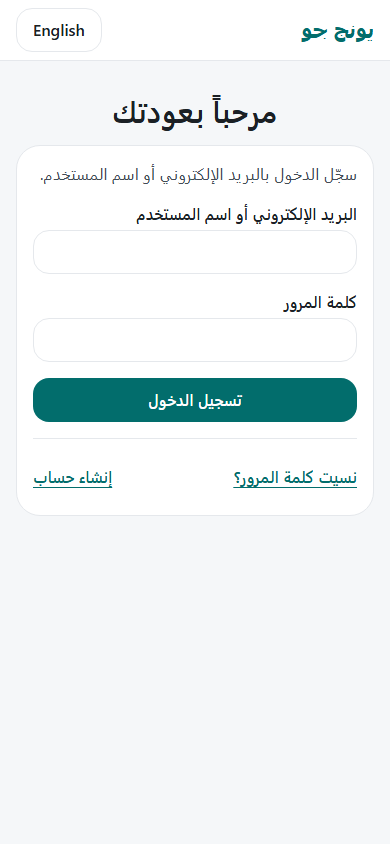 يونج جو
English
مرحباً بعودتك
سجّل الدخول بالبريد الإلكتروني أو اسم المستخدم.
البريد الإلكتروني أو اسم المستخدم
كلمة المرور
تسجيل الدخول
نسيت كلمة المرور؟
إنشاء حساب